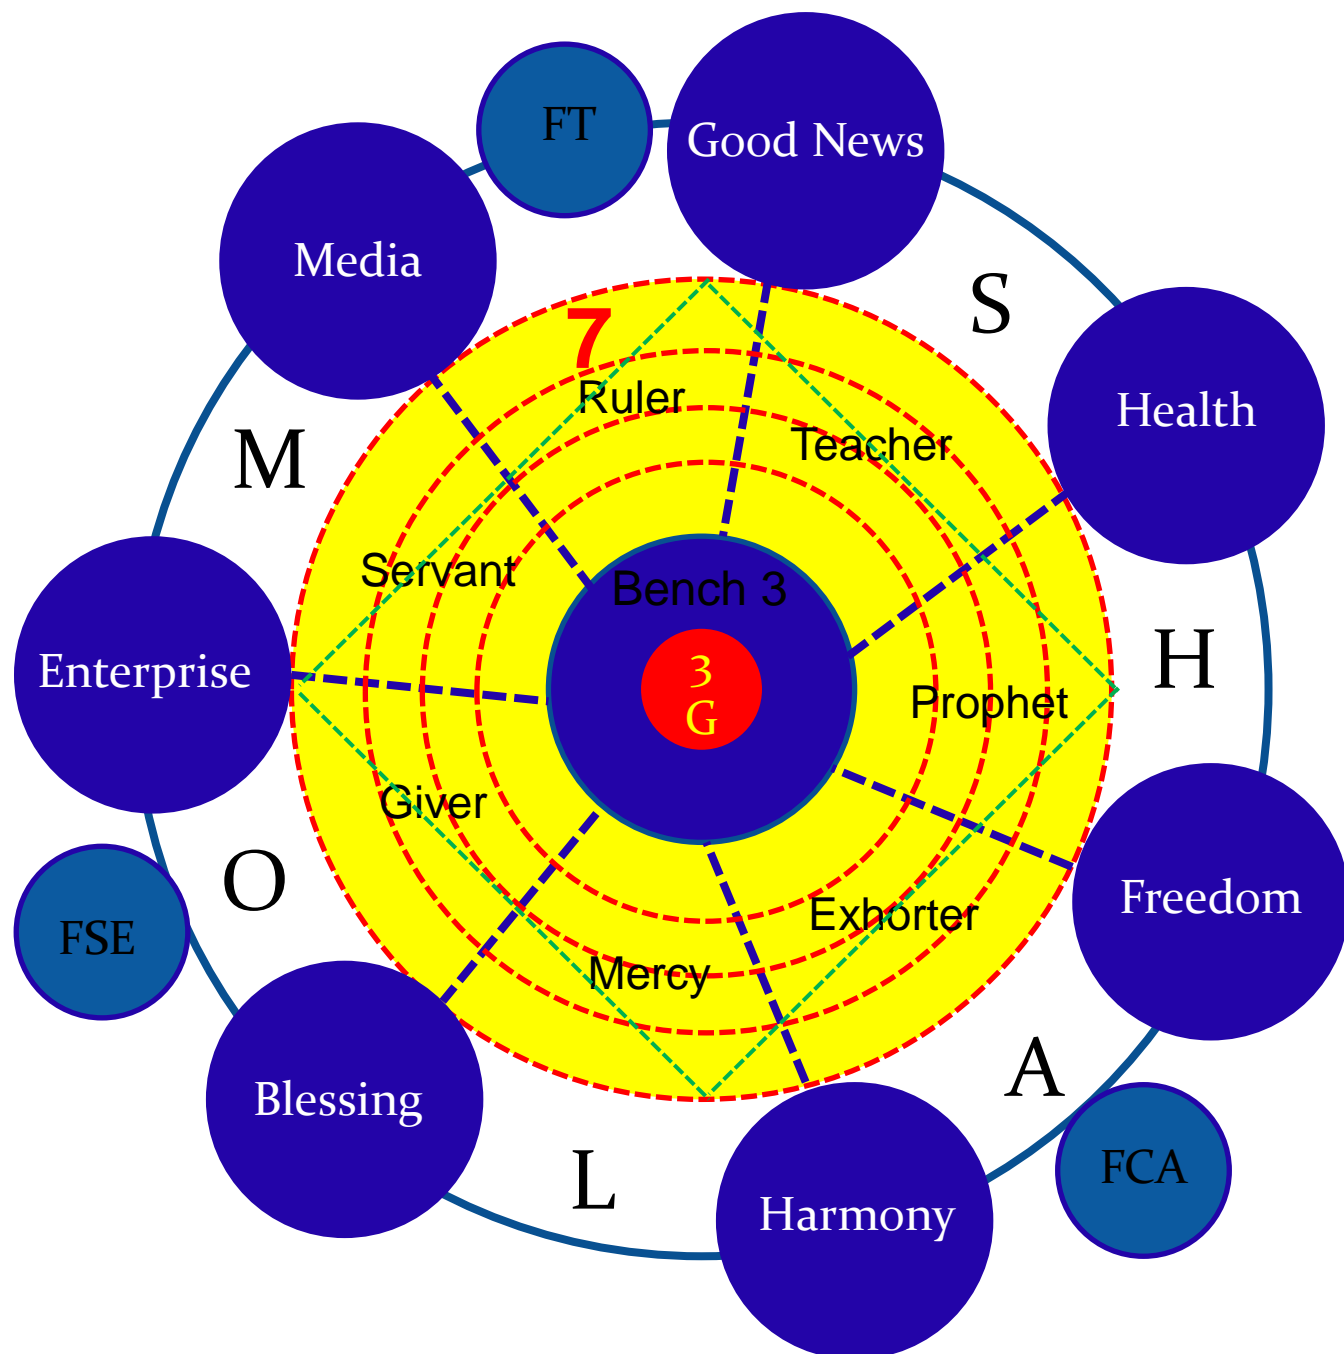 FT
Good News
Media
S
7
Ruler
Health
Teacher
M
Servant
Bench 3
Enterprise
3
G
H
Prophet
Giver
O
Freedom
FSE
Exhorter
Mercy
A
Blessing
L
FCA
Harmony